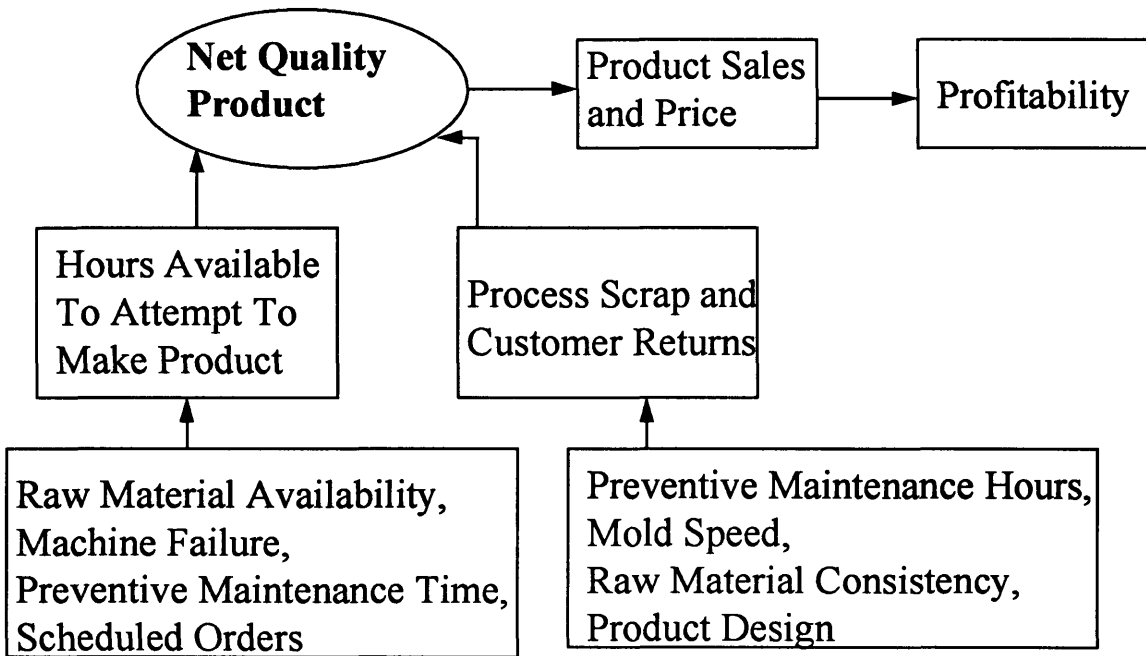 Net Quality
Product
Product Sales
and Price
Profitability
Hours Available
To Attempt To
Make Product
Process Scrap and
Customer Returns
Raw Material Availability,
Machine Failure,
Preventive Maintenance Time,
Scheduled Orders
Preventive Maintenance Hours,
Mold Speed,
Raw Material Consistency,
Product Design